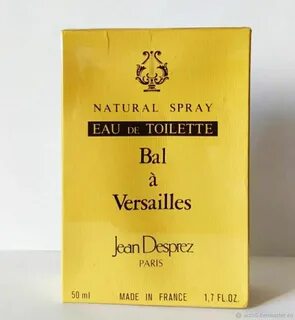 NATURAL SPRAY
EAU DE TOILETTE
Bal
à
Versailles
Jean Desprez
PARIS
50 ml MADE IN FRANCE 1,7 FL.OZ.